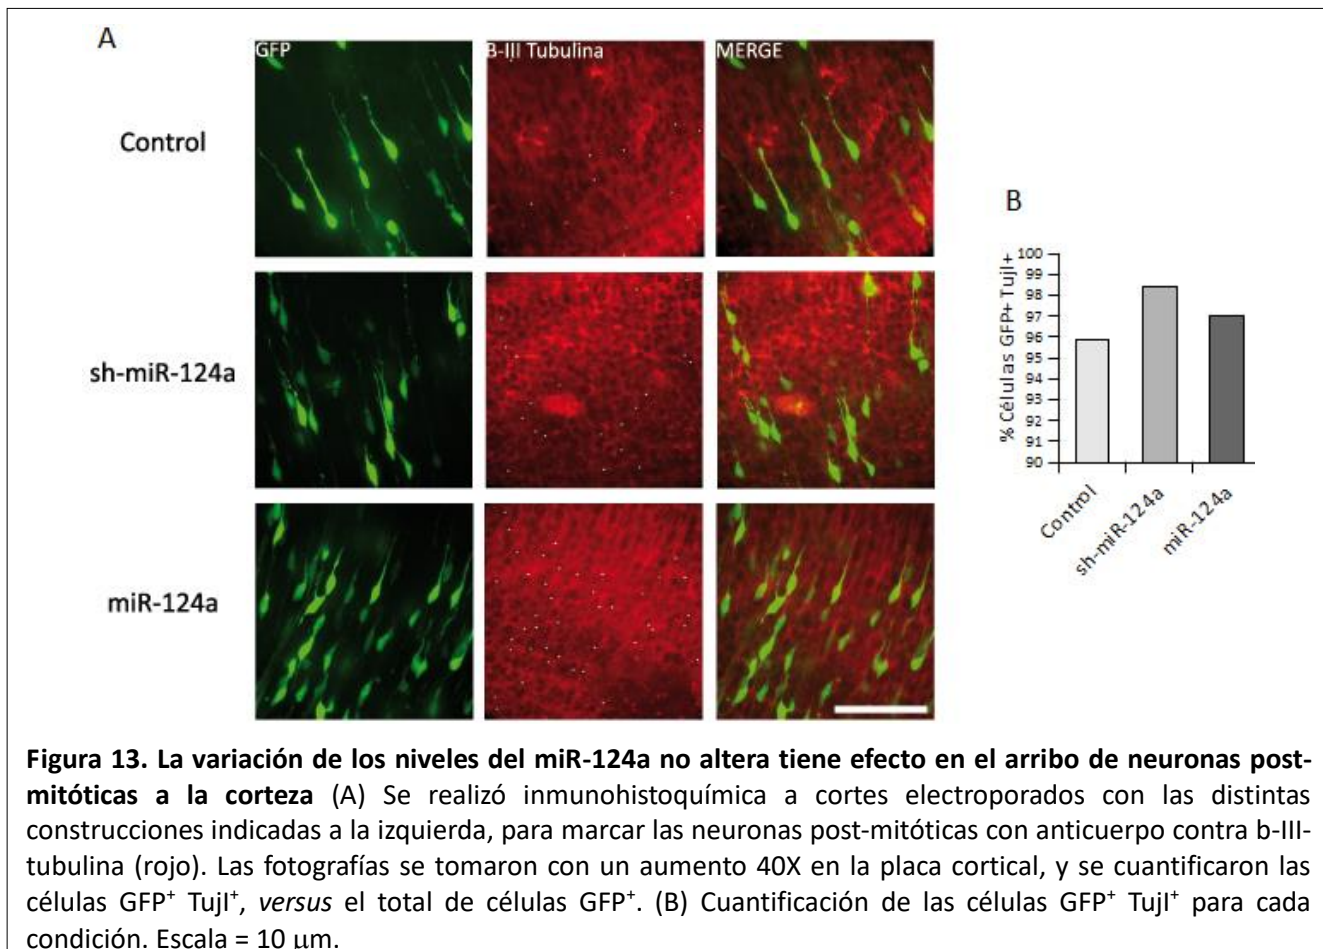 A
GFP
B-III Tubulina
MERGE
Control
sh-miR-124a
miR-124a
B
% Células GFP+ TujI+
100
99
98
97
96
95
94
93
92
91
90
Control
sh-miR-124a
miR-124a
Figura 13. La variación de los niveles del miR-124a no altera tiene efecto en el arribo de neuronas post-
mitóticas a la corteza (A) Se realizó inmunohistoquímica a cortes electroporados con las distintas
construcciones indicadas a la izquierda, para marcar las neuronas post-mitóticas con anticuerpo contra b-III-
tubulina (rojo). Las fotografías se tomaron con un aumento 40X en la placa cortical, y se cuantificaron las
células GFP⁺ TujI⁺, versus el total de células GFP⁺. (B) Cuantificación de las células GFP⁺ TujI⁺ para cada
condición. Escala = 10 μm.